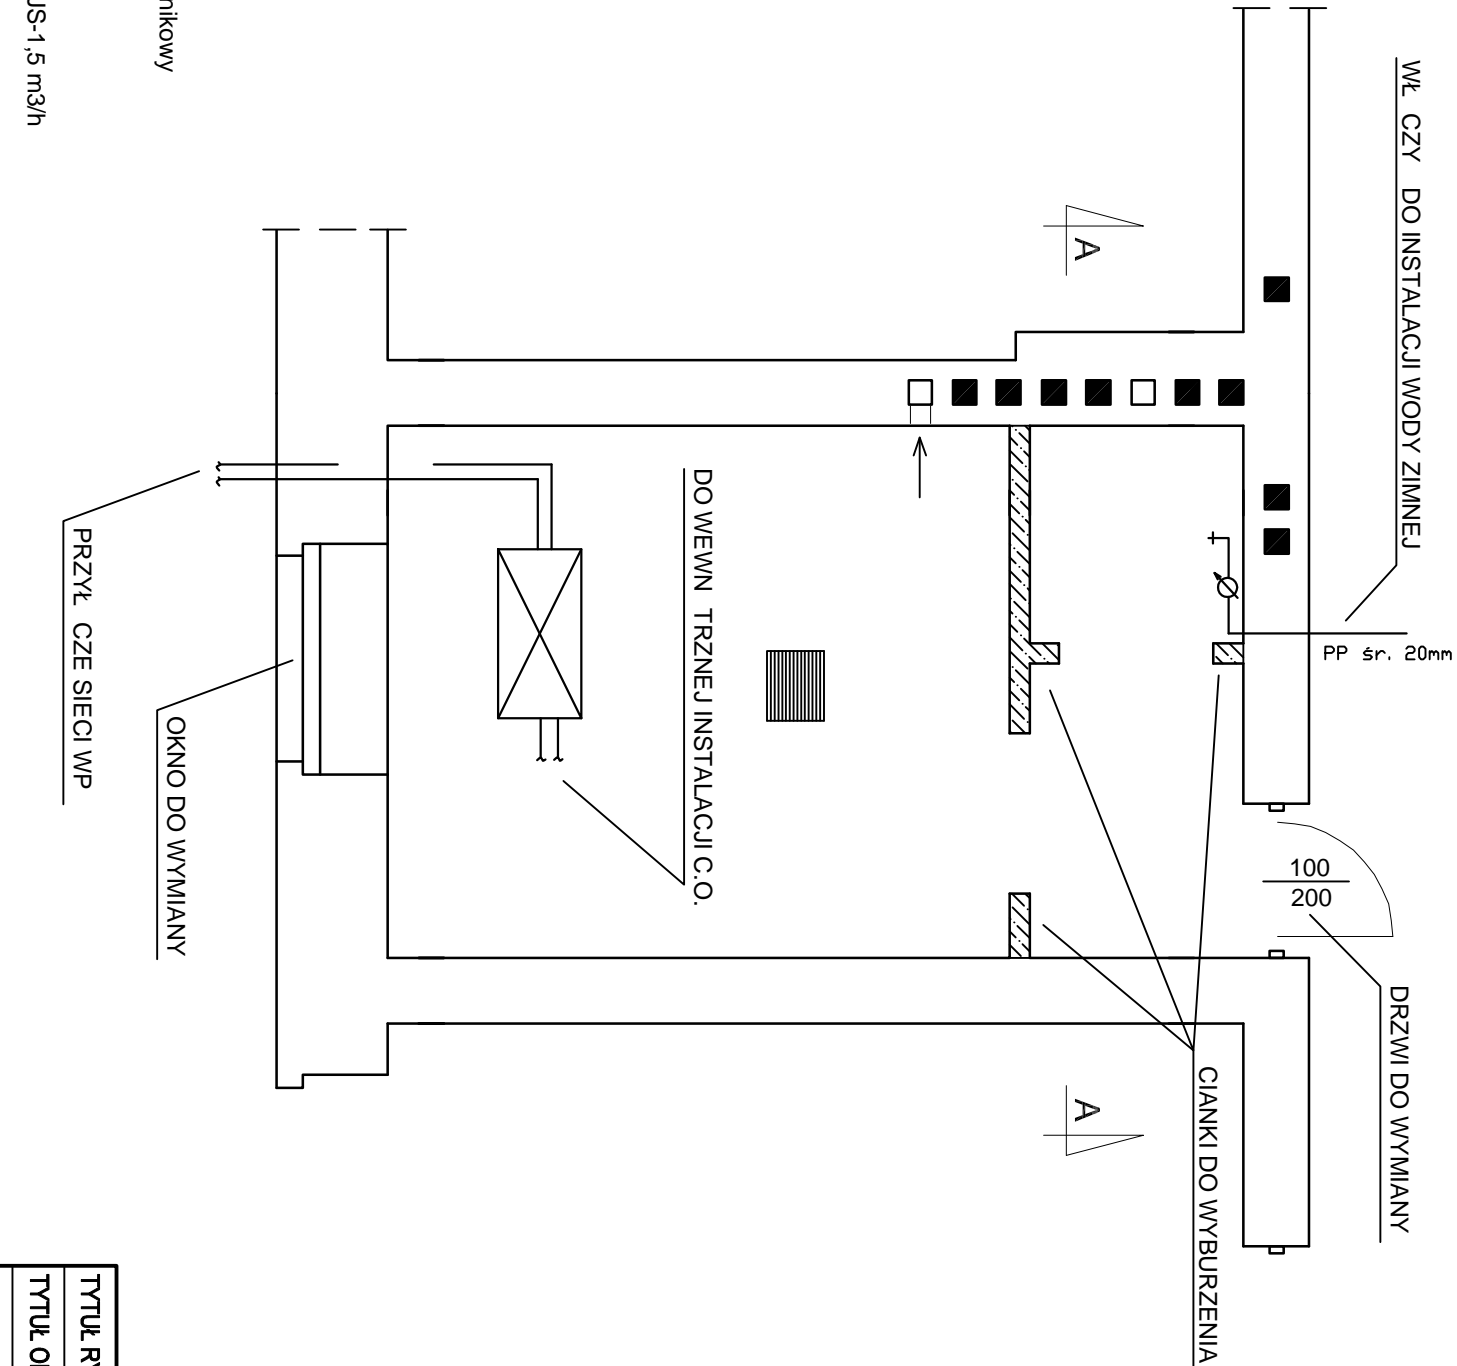 WŁ CZY DO INSTALACJI WODY ZIMNEJ
PP śr. 20mm
100
200
DRZWI DO WYMIANY
CIANKI DO WYBURZENIA
A
A
DO WEWN TRZNEJ INSTALACJI C.O.
OKNO DO WYMIANY
PRZYŁ CZE SIECI WP
nikowy
JS-1,5 m3/h
TYTUŁ RY
TYTUŁ O